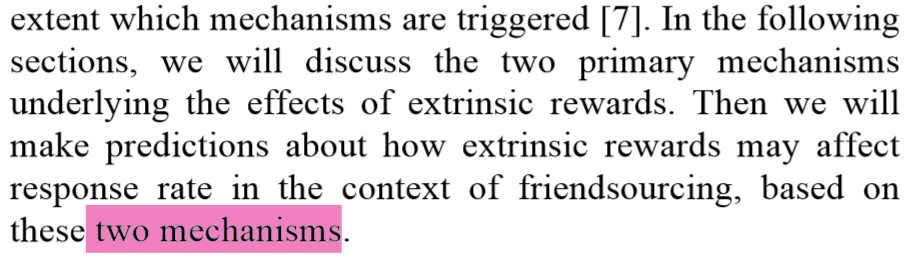 extent which mechanisms are triggered [7]. In the following
sections, we will discuss the two primary mechanisms
underlying the effects of extrinsic rewards. Then we will
make predictions about how extrinsic rewards may affect
response rate in the context of friendsourcing, based on
these two mechanisms.